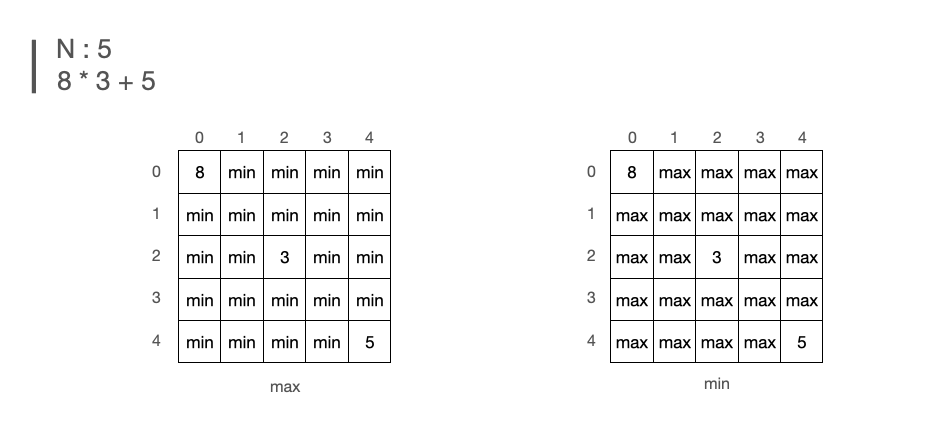 N : 5
8 * 3 + 5
0 1 2 3 4
0 8 min min min min
1 min min min min min
2 min min 3 min min
3 min min min min min
4 min min min min 5
max
0 1 2 3 4
0 8 max max max max
1 max max max max max
2 max max 3 max max
3 max max max max max
4 max max max max 5
min